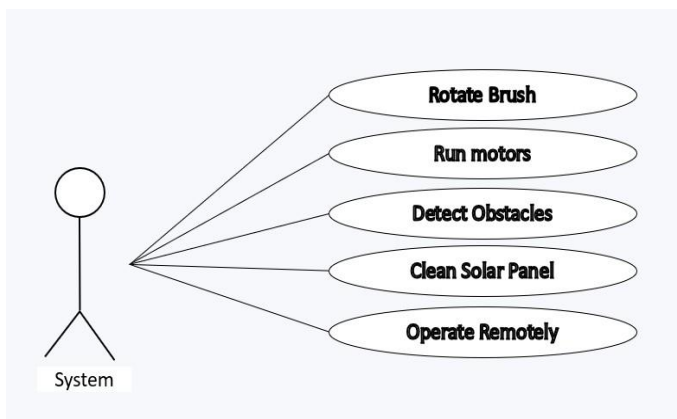 Rotate Brush
Run motors
Detect Obstacles
Clean Solar Panel
Operate Remotely
System